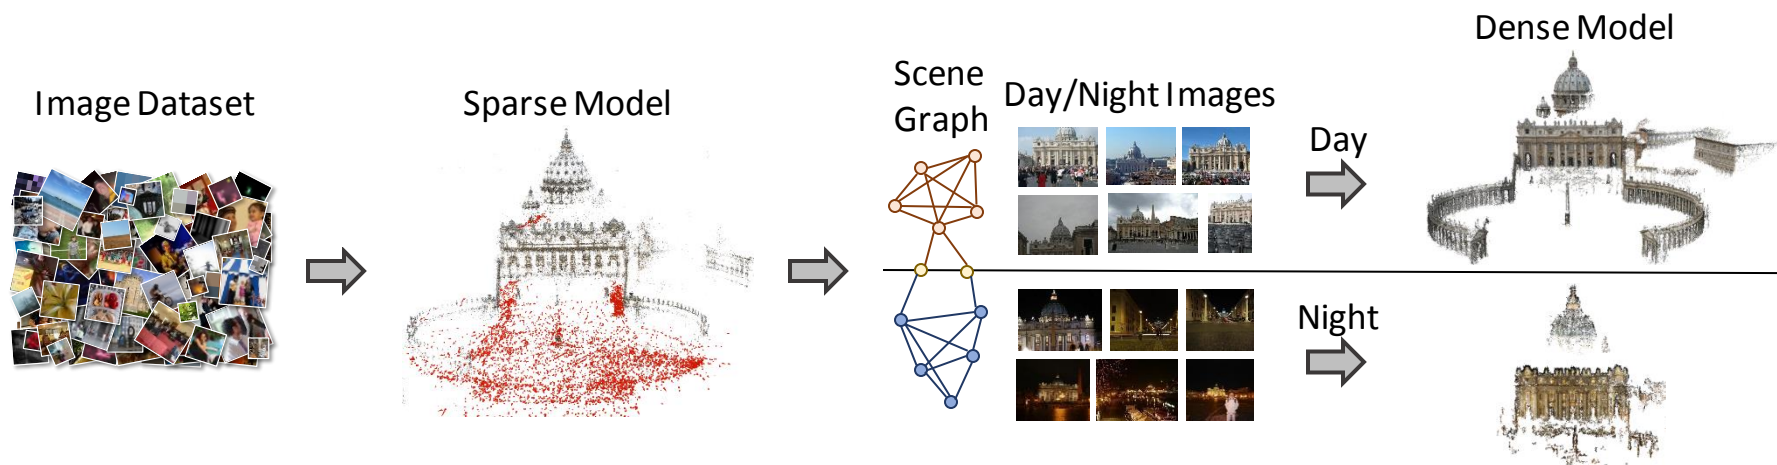 Image Dataset
Sparse Model
Scene
Graph
Day/Night Images
Day
Night
Dense Model